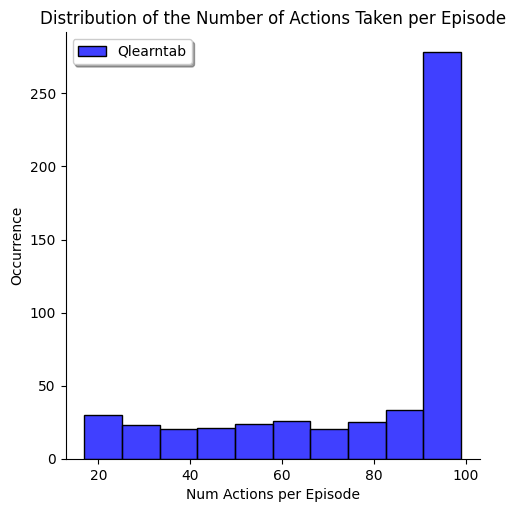 Distribution of the Number of Actions Taken per Episode
Qlearntab
Occurrence
250
200
150
100
50
0
20 40 60 80 100
Num Actions per Episode